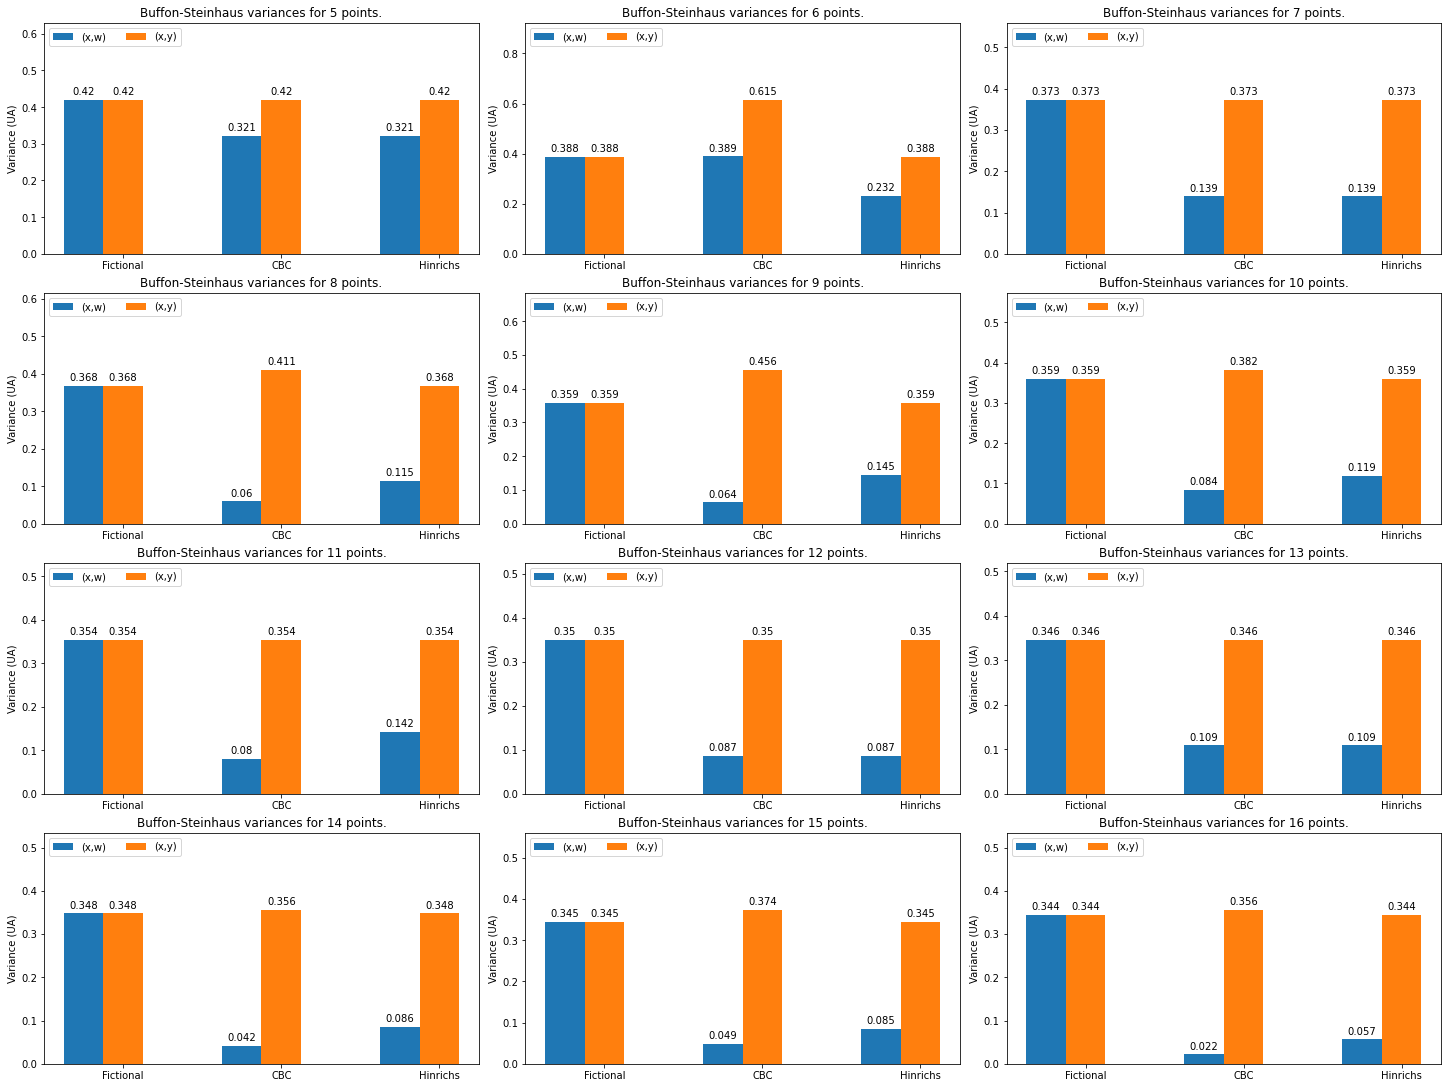 Buffon-Steinhaus variances for 5 points.
Variance (UA)
0.6
0.5
0.4
0.3
0.2
0.1
0.0
(x,w) (x,y)
0.42 0.42 0.321 0.42 0.321 0.42
Fictional CBC Hinrichs
Buffon-Steinhaus variances for 6 points.
Variance (UA)
0.8
0.6
0.4
0.2
0.0
(x,w) (x,y)
0.388 0.388 0.389 0.615 0.232 0.388
Fictional CBC Hinrichs
Buffon-Steinhaus variances for 7 points.
Variance (UA)
0.5
0.4
0.3
0.2
0.1
0.0
(x,w) (x,y)
0.373 0.373 0.139 0.373 0.139 0.373
Fictional CBC Hinrichs
Buffon-Steinhaus variances for 8 points.
Variance (UA)
0.6
0.5
0.4
0.3
0.2
0.1
0.0
(x,w) (x,y)
0.368 0.368 0.06 0.411 0.115 0.368
Fictional CBC Hinrichs
Buffon-Steinhaus variances for 9 points.
Variance (UA)
0.6
0.5
0.4
0.3
0.2
0.1
0.0
(x,w) (x,y)
0.359 0.359 0.064 0.456 0.145 0.359
Fictional CBC Hinrichs
Buffon-Steinhaus variances for 10 points.
Variance (UA)
0.5
0.4
0.3
0.2
0.1
0.0
(x,w) (x,y)
0.359 0.359 0.084 0.382 0.119 0.359
Fictional CBC Hinrichs
Buffon-Steinhaus variances for 11 points.
Variance (UA)
0.5
0.4
0.3
0.2
0.1
0.0
(x,w) (x,y)
0.354 0.354 0.08 0.354 0.142 0.354
Fictional CBC Hinrichs
Buffon-Steinhaus variances for 12 points.
Variance (UA)
0.5
0.4
0.3
0.2
0.1
0.0
(x,w) (x,y)
0.35 0.35 0.087 0.35 0.087 0.35
Fictional CBC Hinrichs
Buffon-Steinhaus variances for 13 points.
Variance (UA)
0.5
0.4
0.3
0.2
0.1
0.0
(x,w) (x,y)
0.346 0.346 0.109 0.346 0.109 0.346
Fictional CBC Hinrichs
Buffon-Steinhaus variances for 14 points.
Variance (UA)
0.5
0.4
0.3
0.2
0.1
0.0
(x,w) (x,y)
0.348 0.348 0.042 0.356 0.086 0.348
Fictional CBC Hinrichs
Buffon-Steinhaus variances for 15 points.
Variance (UA)
0.5
0.4
0.3
0.2
0.1
0.0
(x,w) (x,y)
0.345 0.345 0.049 0.374 0.085 0.345
Fictional CBC Hinrichs
Buffon-Steinhaus variances for 16 points.
Variance (UA)
0.5
0.4
0.3
0.2
0.1
0.0
(x,w) (x,y)
0.344 0.344 0.022 0.356 0.057 0.344
Fictional CBC Hinrichs